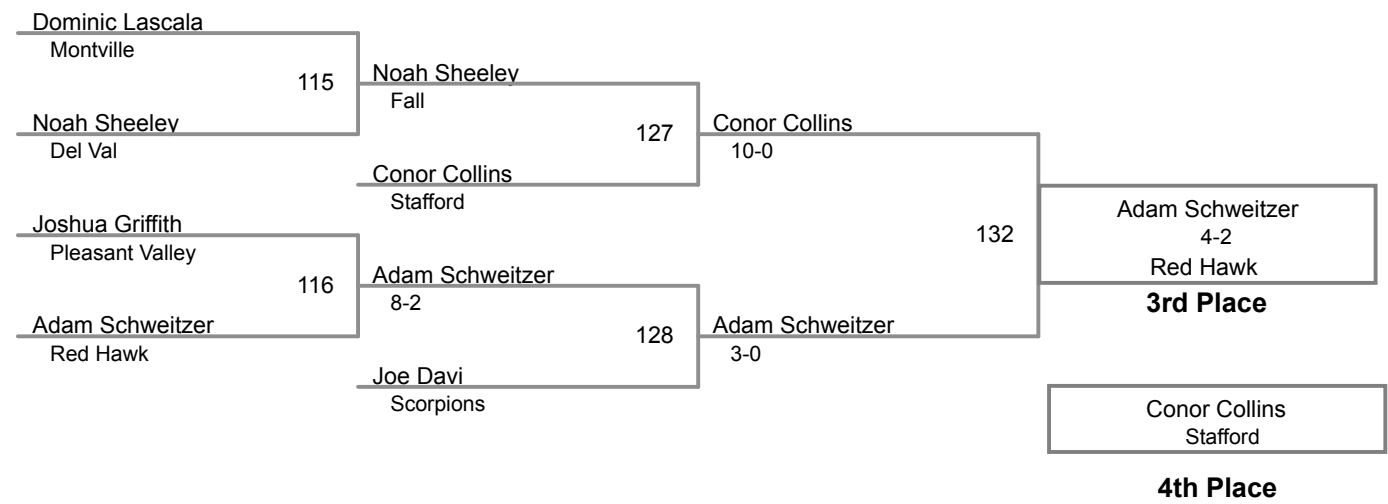 Dominic Lascala
Montville
115
Noah Sheeley
Fall
Noah Sheeley
Del Val
127
Conor Collins
10-0
Conor Collins
Stafford
Joshua Griffith
Pleasant Valley
116
Adam Schweitzer
8-2
Adam Schweitzer
Red Hawk
128
Adam Schweitzer
3-0
Joe Davi
Scorpions
132
Adam Schweitzer
4-2
Red Hawk
3rd Place
Conor Collins
Stafford
4th Place